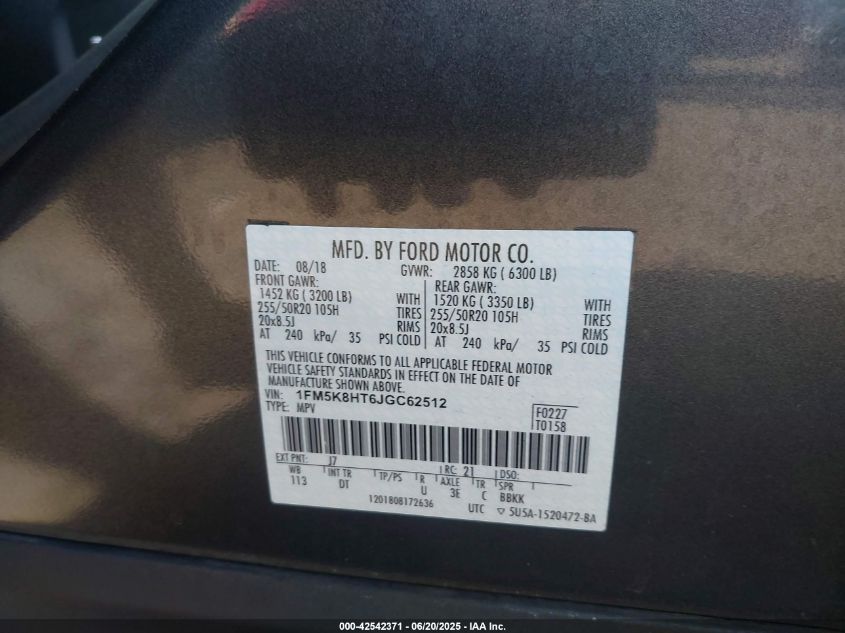 MFD. BY FORD MOTOR CO.
DATE: 08/18 GVWR: 2858 KG ( 6300 LB)
FRONT GAWR: REAR GAWR:
1452 KG ( 3200 LB) WITH 1520 KG ( 3350 LB) WITH
255/50R20 105H TIRES 255/50R20 105H TIRES
20x8.5J RIMS 20x8.5J RIMS
AT 240 kPa/ 35 PSI COLD AT 240 kPa/ 35 PSI COLD
THIS VEHICLE CONFORMS TO ALL APPLICABLE FEDERAL MOTOR
VEHICLE SAFETY STANDARDS IN EFFECT ON THE DATE OF
MANUFACTURE SHOWN ABOVE.
VIN: 1FM5K8HT6JGC62512
TYPE: MPV
F0227
T0158
EXT PNT: J7 RC: 21 DSO:
WB INT TR TP/PS R AXLE TR SPR
113 DT U 3E C BBKK
1201808172636 UTC ▽ 5U5A-1520472-BA
000-42542371 - 06/20/2025 - IAA Inc.